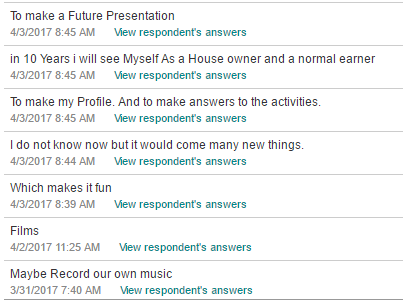 To make a Future Presentation
4/3/2017 8:45 AM View respondent's answers
in 10 Years i will see Myself As a House owner and a normal earner
4/3/2017 8:45 AM View respondent's answers
To make my Profile. And to make answers to the activities.
4/3/2017 8:45 AM View respondent's answers
I do not know now but it would come many new things.
4/3/2017 8:44 AM View respondent's answers
Which makes it fun
4/3/2017 8:39 AM View respondent's answers
Films
4/2/2017 11:25 AM View respondent's answers
Maybe Record our own music
3/31/2017 7:40 AM View respondent's answers